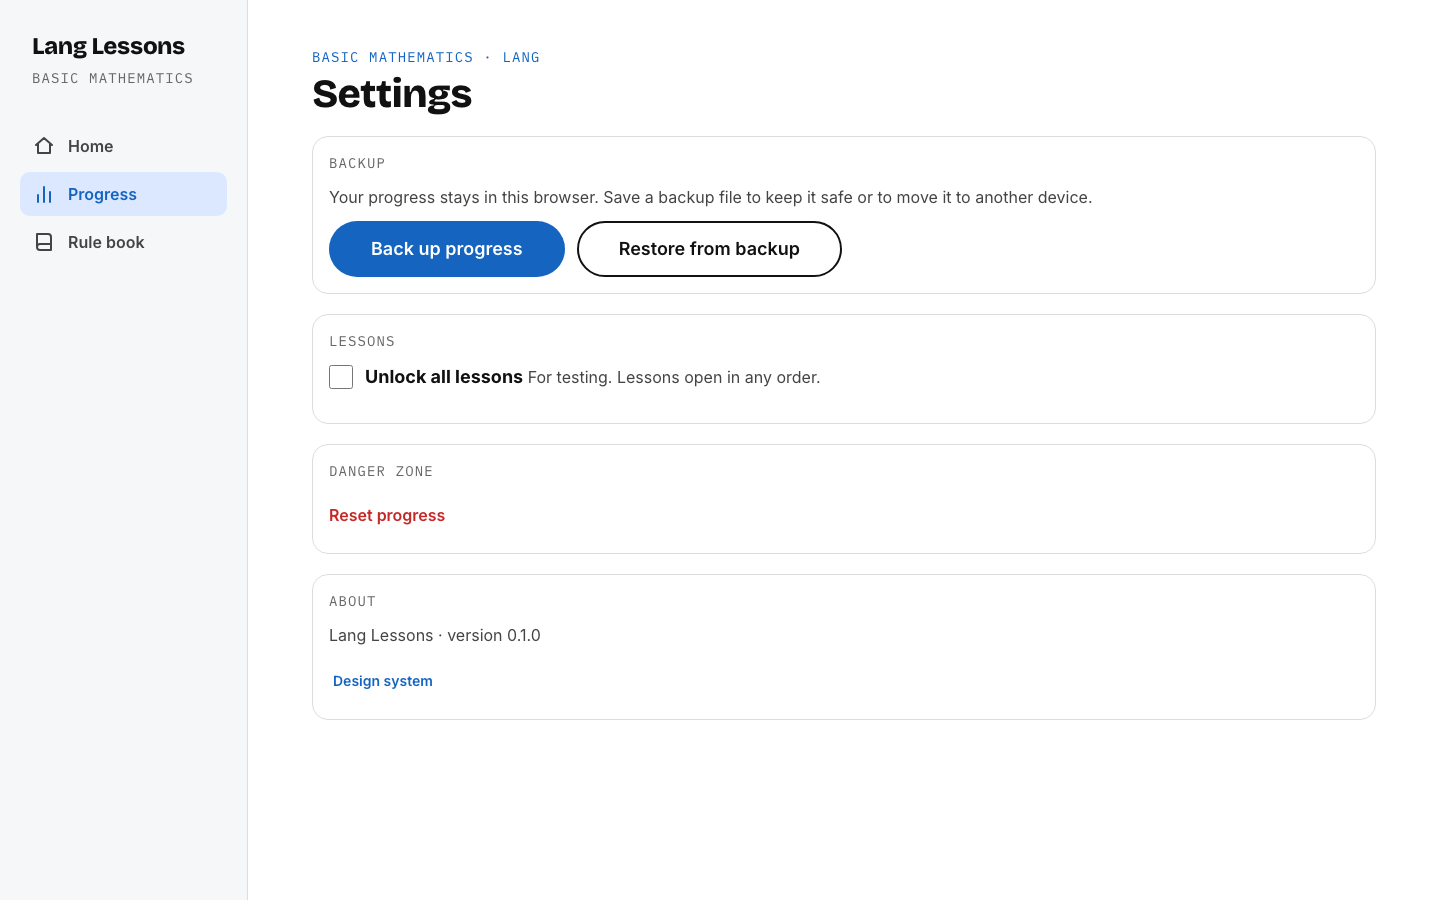 Lang Lessons
BASIC MATHEMATICS
Home
Progress
Rule book
BASIC MATHEMATICS · LANG
Settings
BACKUP
Your progress stays in this browser. Save a backup file to keep it safe or to move it to another device.
Back up progress
Restore from backup
LESSONS
Unlock all lessons For testing. Lessons open in any order.
DANGER ZONE
Reset progress
ABOUT
Lang Lessons · version 0.1.0
Design system